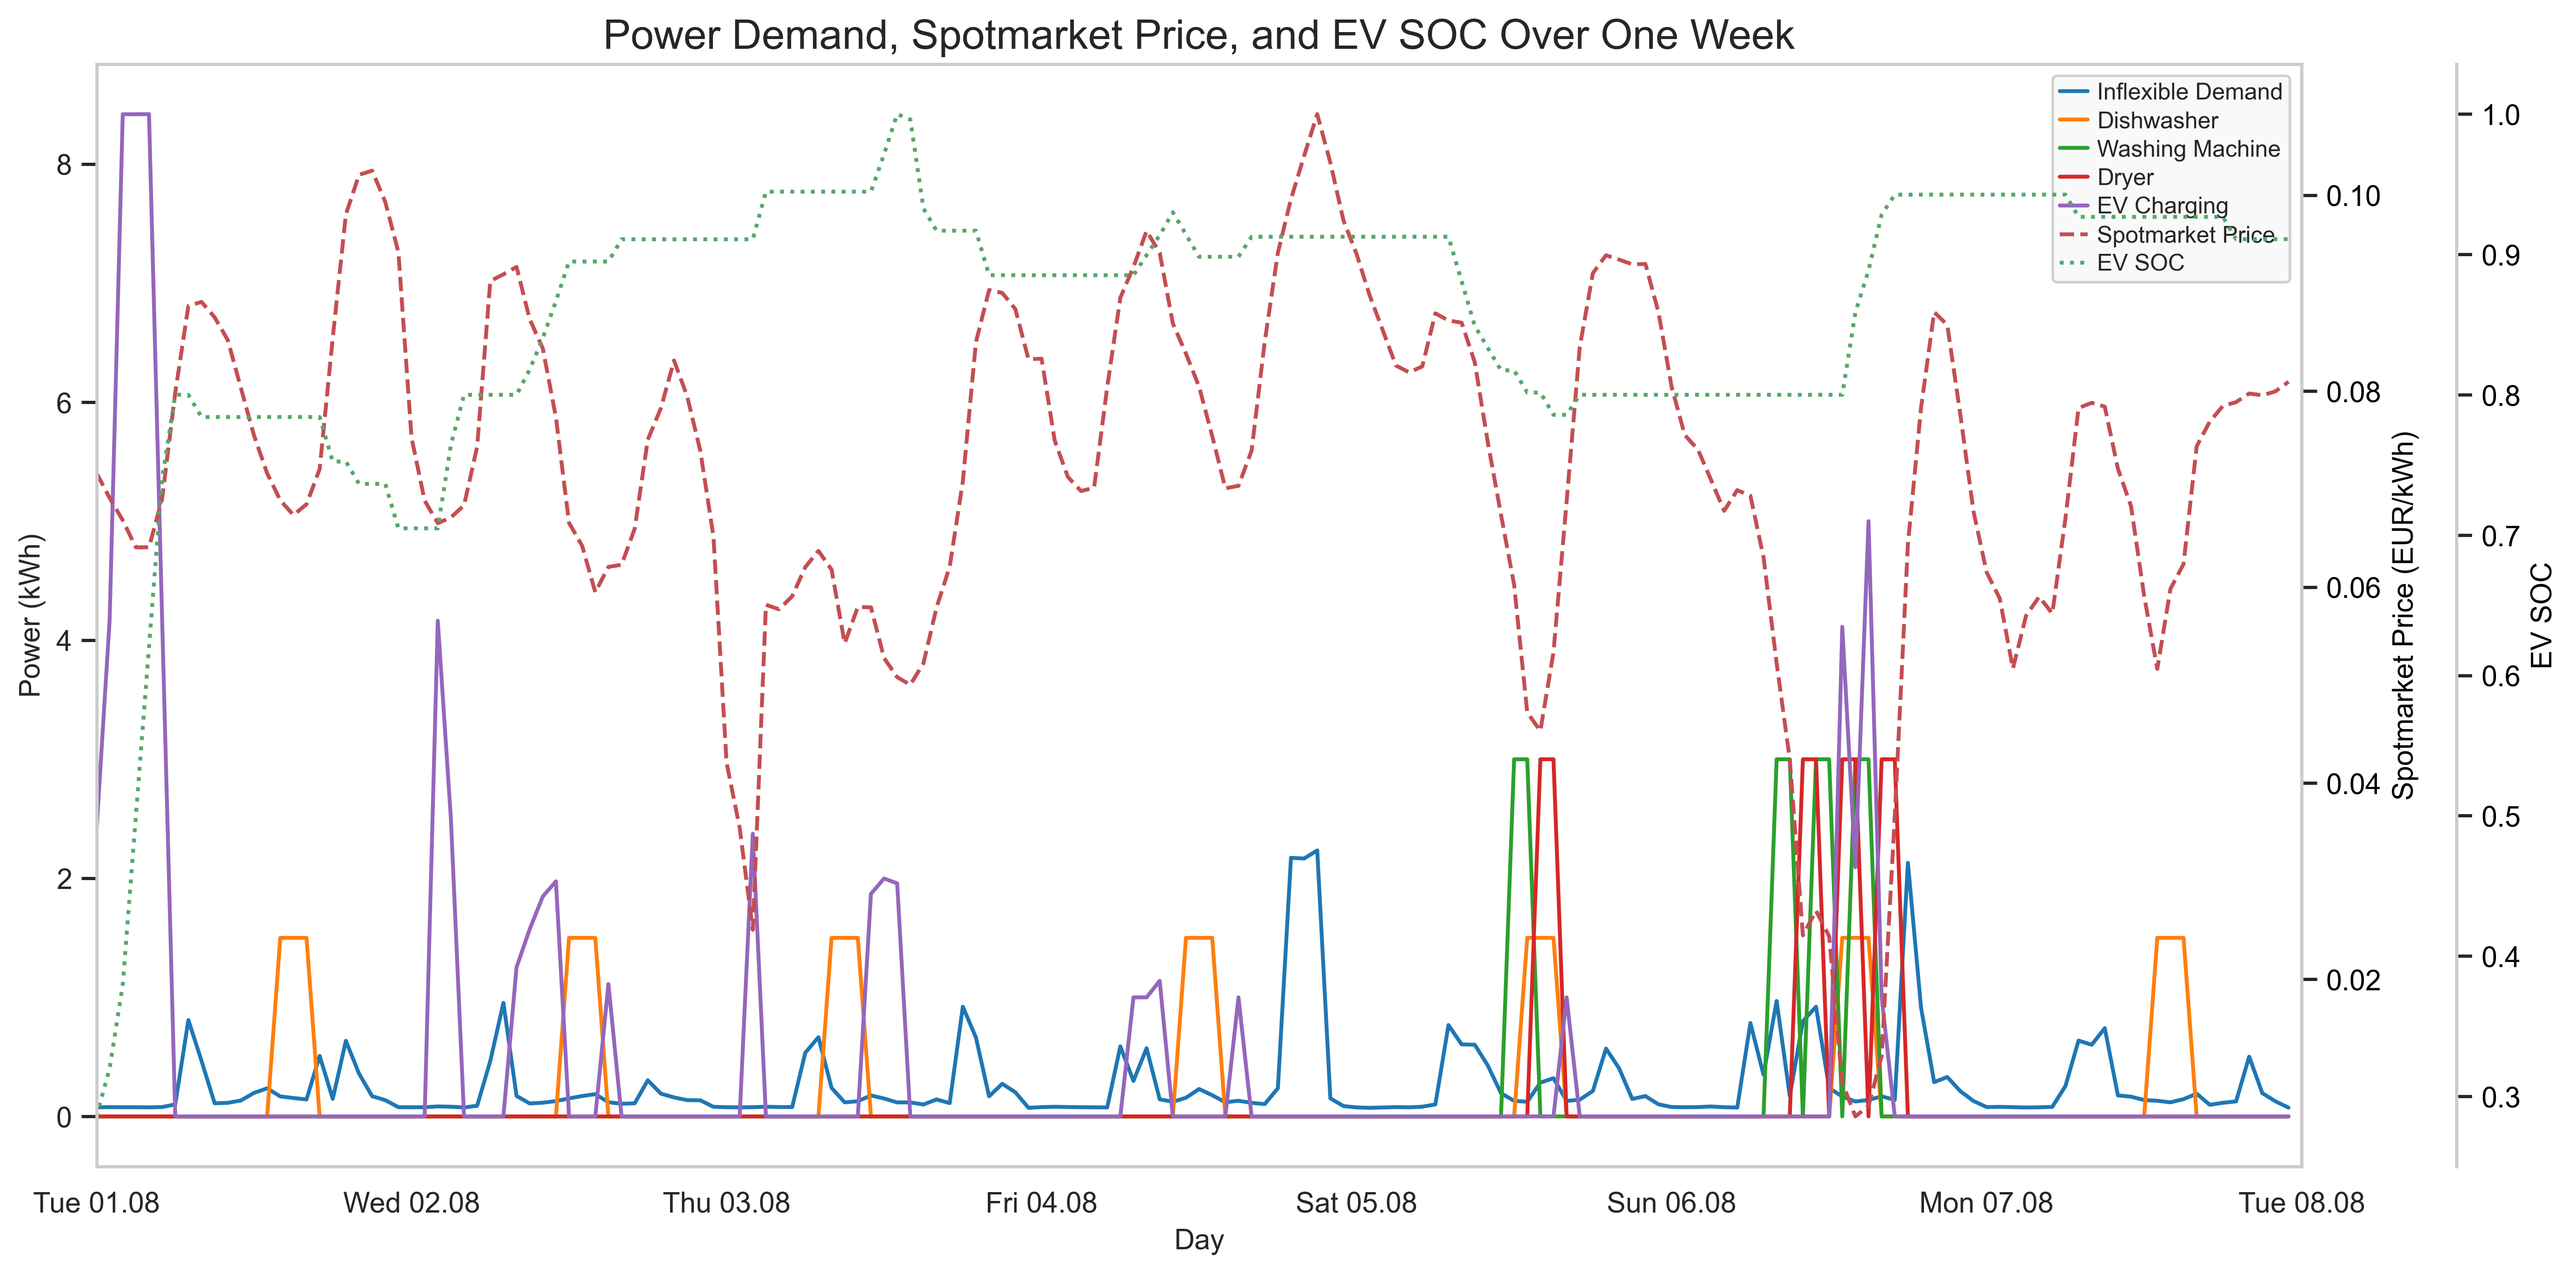 Power Demand, Spotmarket Price, and EV SOC Over One Week
Inflexible Demand
Dishwasher
Washing Machine
Dryer
EV Charging
Spotmarket Price
EV SOC
8
6
4
2
0
Power (kWh)
0.10
0.08
0.06
0.04
0.02
Spotmarket Price (EUR/kWh)
1.0
0.9
0.8
0.7
0.6
0.5
0.4
0.3
EV SOC
Tue 01.08 Wed 02.08 Thu 03.08 Fri 04.08 Sat 05.08 Sun 06.08 Mon 07.08 Tue 08.08
Day